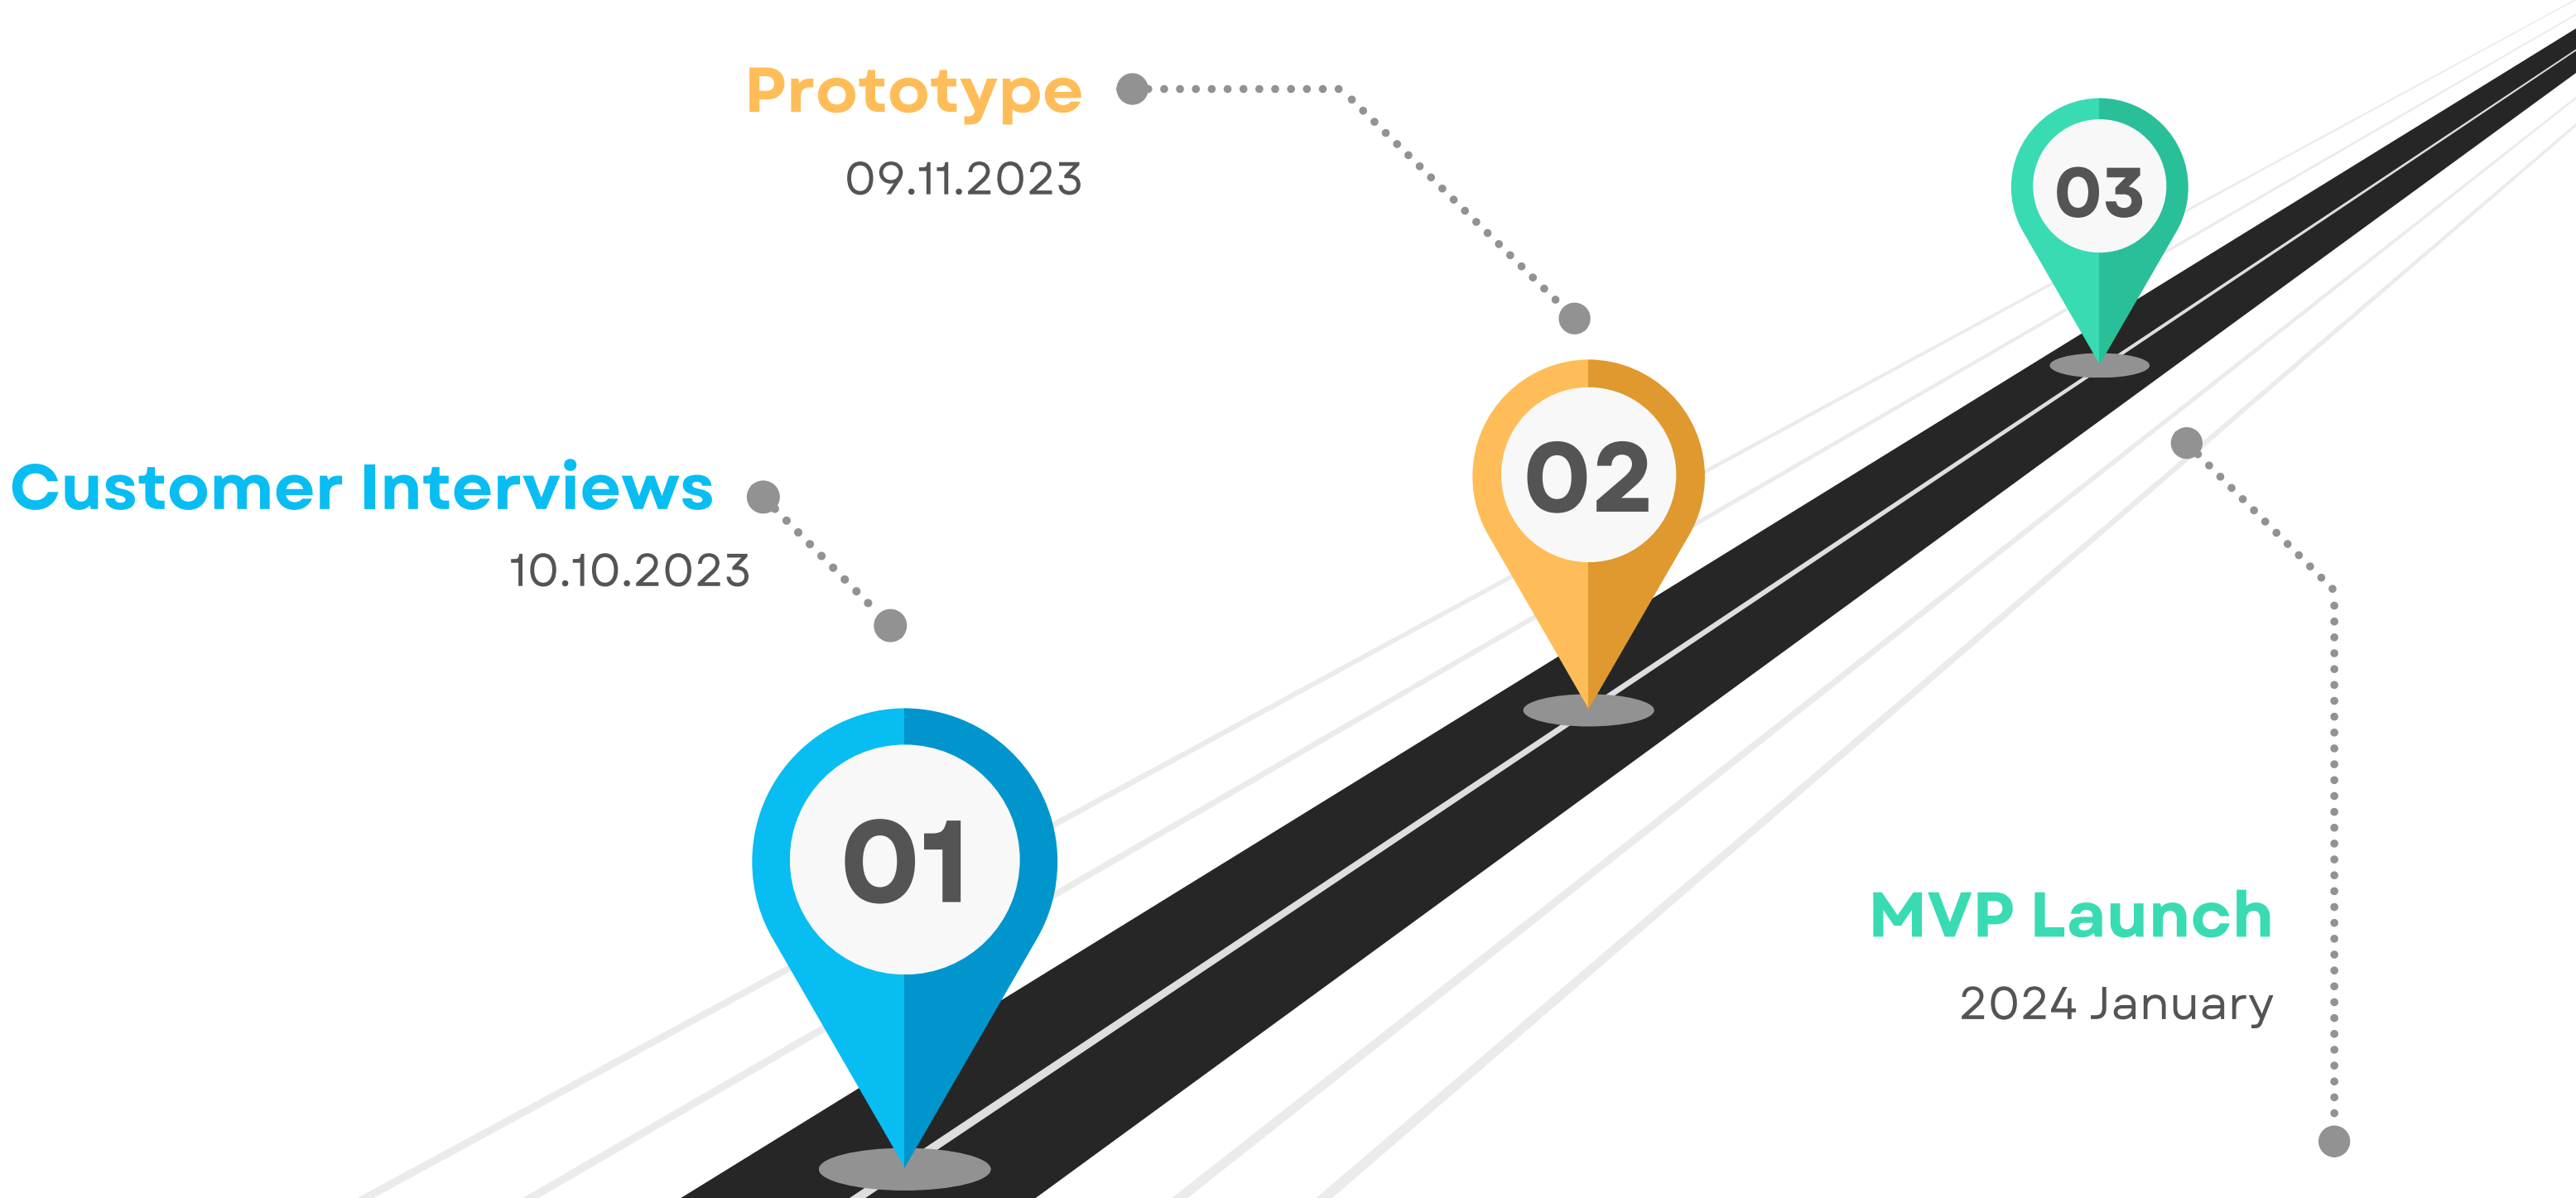 Prototype
09.11.2023
03
Customer Interviews
10.10.2023
02
01
MVP Launch
2024 January